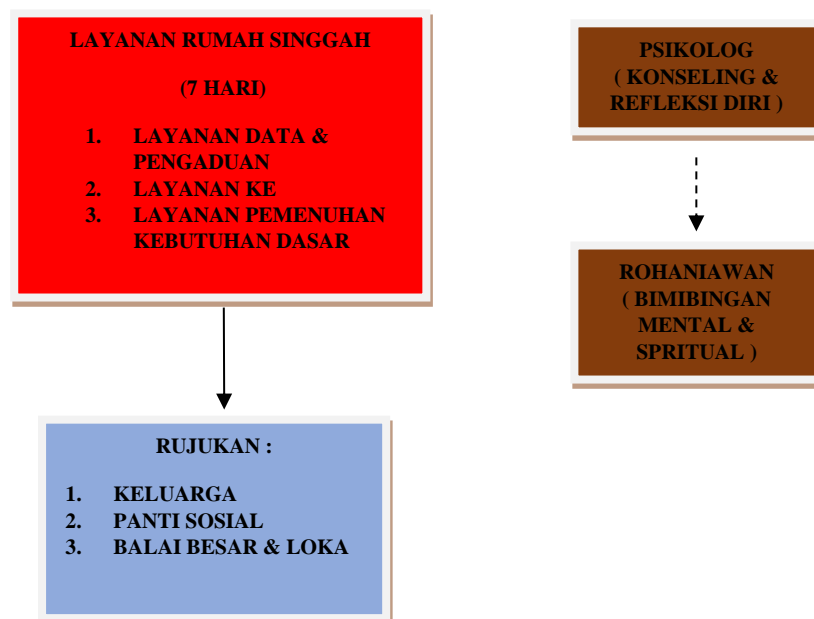 LAYANAN RUMAH SINGGAH
(7 HARI)
1. LAYANAN DATA &
PENGADUAN
2. LAYANAN KE
3. LAYANAN PEMENUHAN
KEBUTUHAN DASAR
RUJUKAN :
1. KELUARGA
2. PANTI SOSIAL
3. BALAI BESAR & LOKA
PSIKOLOG
( KONSELING &
REFLEKSI DIRI )
ROHANIAWAN
( BIMIBINGAN
MENTAL &
SPRITUAL )